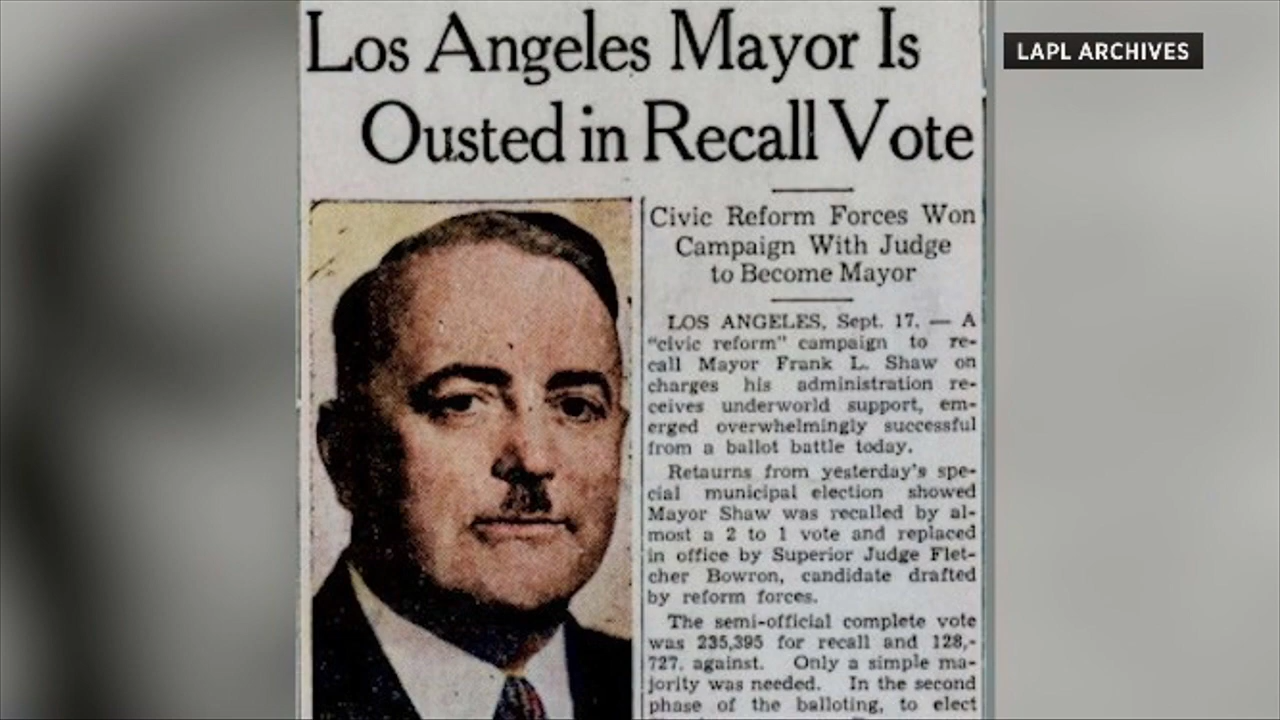 Los Angeles Mayor Is
Ousted in Recall Vote
LAPL ARCHIVES
Civic Reform Forces Won
Campaign With Judge
to Become Mayor
LOS ANGELES, Sept. 17. — A
"civic reform" campaign to re-
call Mayor Frank L. Shaw on
charges his administration re-
ceives underworld support, em-
erged overwhelmingly successful
from a ballot battle today.
Retaurns from yesterday's spe-
cial municipal election showed
Mayor Shaw was recalled by al-
most a 2 to 1 vote and replaced
in office by Superior Judge Flet-
cher Bowron, candidate drafted
by reform forces.
The semi-official complete vote
was 235,395 for recall and 128,-
727, against. Only a simple ma-
jority was needed. In the second
phase of the balloting, to elect